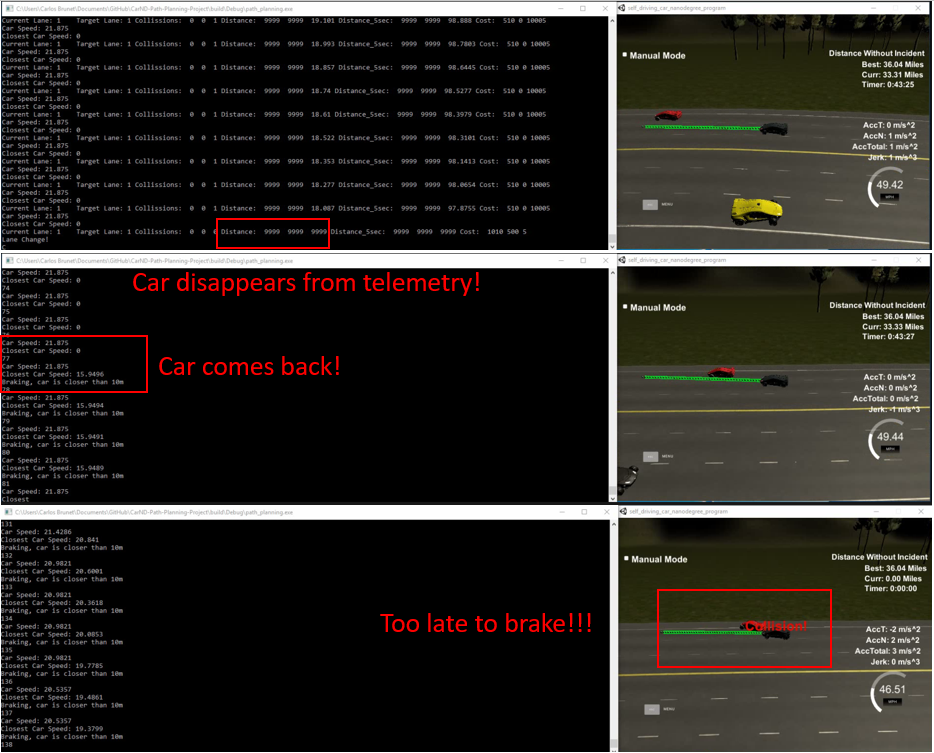 C:\Users\Carlos Brunet\Documents\GitHub\CarND-Path-Planning-Project\build\Debug\path_planning.exe
Current Lane: 1 Target Lane: 1 Collissions: 0 0 1 Distance: 9999 9999 19.101 Distance_5sec: 9999 9999 98.888 Cost: 510 0 10005
Car Speed: 21.875
Closest Car Speed: 0
Current Lane: 1 Target Lane: 1 Collissions: 0 0 1 Distance: 9999 9999 18.993 Distance_5sec: 9999 9999 98.7803 Cost: 510 0 10005
Car Speed: 21.875
Closest Car Speed: 0
Current Lane: 1 Target Lane: 1 Collissions: 0 0 1 Distance: 9999 9999 18.857 Distance_5sec: 9999 9999 98.6445 Cost: 510 0 10005
Car Speed: 21.875
Closest Car Speed: 0
Current Lane: 1 Target Lane: 1 Collissions: 0 0 1 Distance: 9999 9999 18.74 Distance_5sec: 9999 9999 98.5277 Cost: 510 0 10005
Car Speed: 21.875
Closest Car Speed: 0
Current Lane: 1 Target Lane: 1 Collissions: 0 0 1 Distance: 9999 9999 18.61 Distance_5sec: 9999 9999 98.3979 Cost: 510 0 10005
Car Speed: 21.875
Closest Car Speed: 0
Current Lane: 1 Target Lane: 1 Collissions: 0 0 1 Distance: 9999 9999 18.522 Distance_5sec: 9999 9999 98.3101 Cost: 510 0 10005
Car Speed: 21.875
Closest Car Speed: 0
Current Lane: 1 Target Lane: 1 Collissions: 0 0 1 Distance: 9999 9999 18.353 Distance_5sec: 9999 9999 98.1413 Cost: 510 0 10005
Car Speed: 21.875
Closest Car Speed: 0
Current Lane: 1 Target Lane: 1 Collissions: 0 0 1 Distance: 9999 9999 18.277 Distance_5sec: 9999 9999 98.0654 Cost: 510 0 10005
Car Speed: 21.875
Closest Car Speed: 0
Current Lane: 1 Target Lane: 1 Collissions: 0 0 1 Distance: 9999 9999 18.087 Distance_5sec: 9999 9999 97.8755 Cost: 510 0 10005
Car Speed: 21.875
Closest Car Speed: 0
Current Lane: 1 Target Lane: 1 Collissions: 0 0 Distance: 9999 9999 9999 Distance_5sec: 9999 9999 9999 Cost: 1010 500 5
Lane Change!
C
self_driving_car_nanodegree_program
Manual Mode
Distance Without Incident
Best: 36.04 Miles
Curr: 33.31 Miles
Timer: 0:43:25
AccT: 0 m/s^2
AccN: 1 m/s^2
AccTotal: 1 m/s^2
Jerk: 1 m/s^3
49.42
MPH
MENU
C:\Users\Carlos Brunet\Documents\GitHub\CarND-Path-Planning-Project\build\Debug\path_planning.exe
Car Speed: 21.875
Closest Car Speed: 0
74
Car Speed: 21.875
Closest Car Speed: 0
75
Car Speed: 21.875
Closest Car Speed: 0
76
Car Speed: 21.875
Closest Car Speed: 0
77
Car Speed: 21.875
Closest Car Speed: 15.9496
Braking, car is closer than 10m
78
Car Speed: 21.875
Closest Car Speed: 15.9494
Braking, car is closer than 10m
79
Car Speed: 21.875
Closest Car Speed: 15.9491
Braking, car is closer than 10m
80
Car Speed: 21.875
Closest Car Speed: 15.9489
Braking, car is closer than 10m
81
Car Speed: 21.875
Closest
Car disappears from telemetry!
Car comes back!
self_driving_car_nanodegree_program
Manual Mode
Distance Without Incident
Best: 36.04 Miles
Curr: 33.33 Miles
Timer: 0:43:27
AccT: 0 m/s^2
AccN: 0 m/s^2
AccTotal: 0 m/s^2
Jerk: -1 m/s^3
49.44
MPH
MENU
C:\Users\Carlos Brunet\Documents\GitHub\CarND-Path-Planning-Project\build\Debug\path_planning.exe
131
Car Speed: 21.4286
Closest Car Speed: 20.841
Braking, car is closer than 10m
132
Car Speed: 20.9821
Closest Car Speed: 20.6001
Braking, car is closer than 10m
133
Car Speed: 20.9821
Closest Car Speed: 20.3618
Braking, car is closer than 10m
134
Car Speed: 20.9821
Closest Car Speed: 20.0853
Braking, car is closer than 10m
135
Car Speed: 20.9821
Closest Car Speed: 19.7785
Braking, car is closer than 10m
136
Car Speed: 20.5357
Closest Car Speed: 19.4861
Braking, car is closer than 10m
137
Car Speed: 20.5357
Closest Car Speed: 19.3799
Braking, car is closer than 10m
138
Too late to brake!!!
self_driving_car_nanodegree_program
Manual Mode
Distance Without Incident
Best: 36.04 Miles
Curr: 0.00 Miles
Timer: 0:00:00
Collision!
AccT: -2 m/s^2
AccN: 2 m/s^2
AccTotal: 3 m/s^2
Jerk: 0 m/s^3
46.51
MPH
MENU